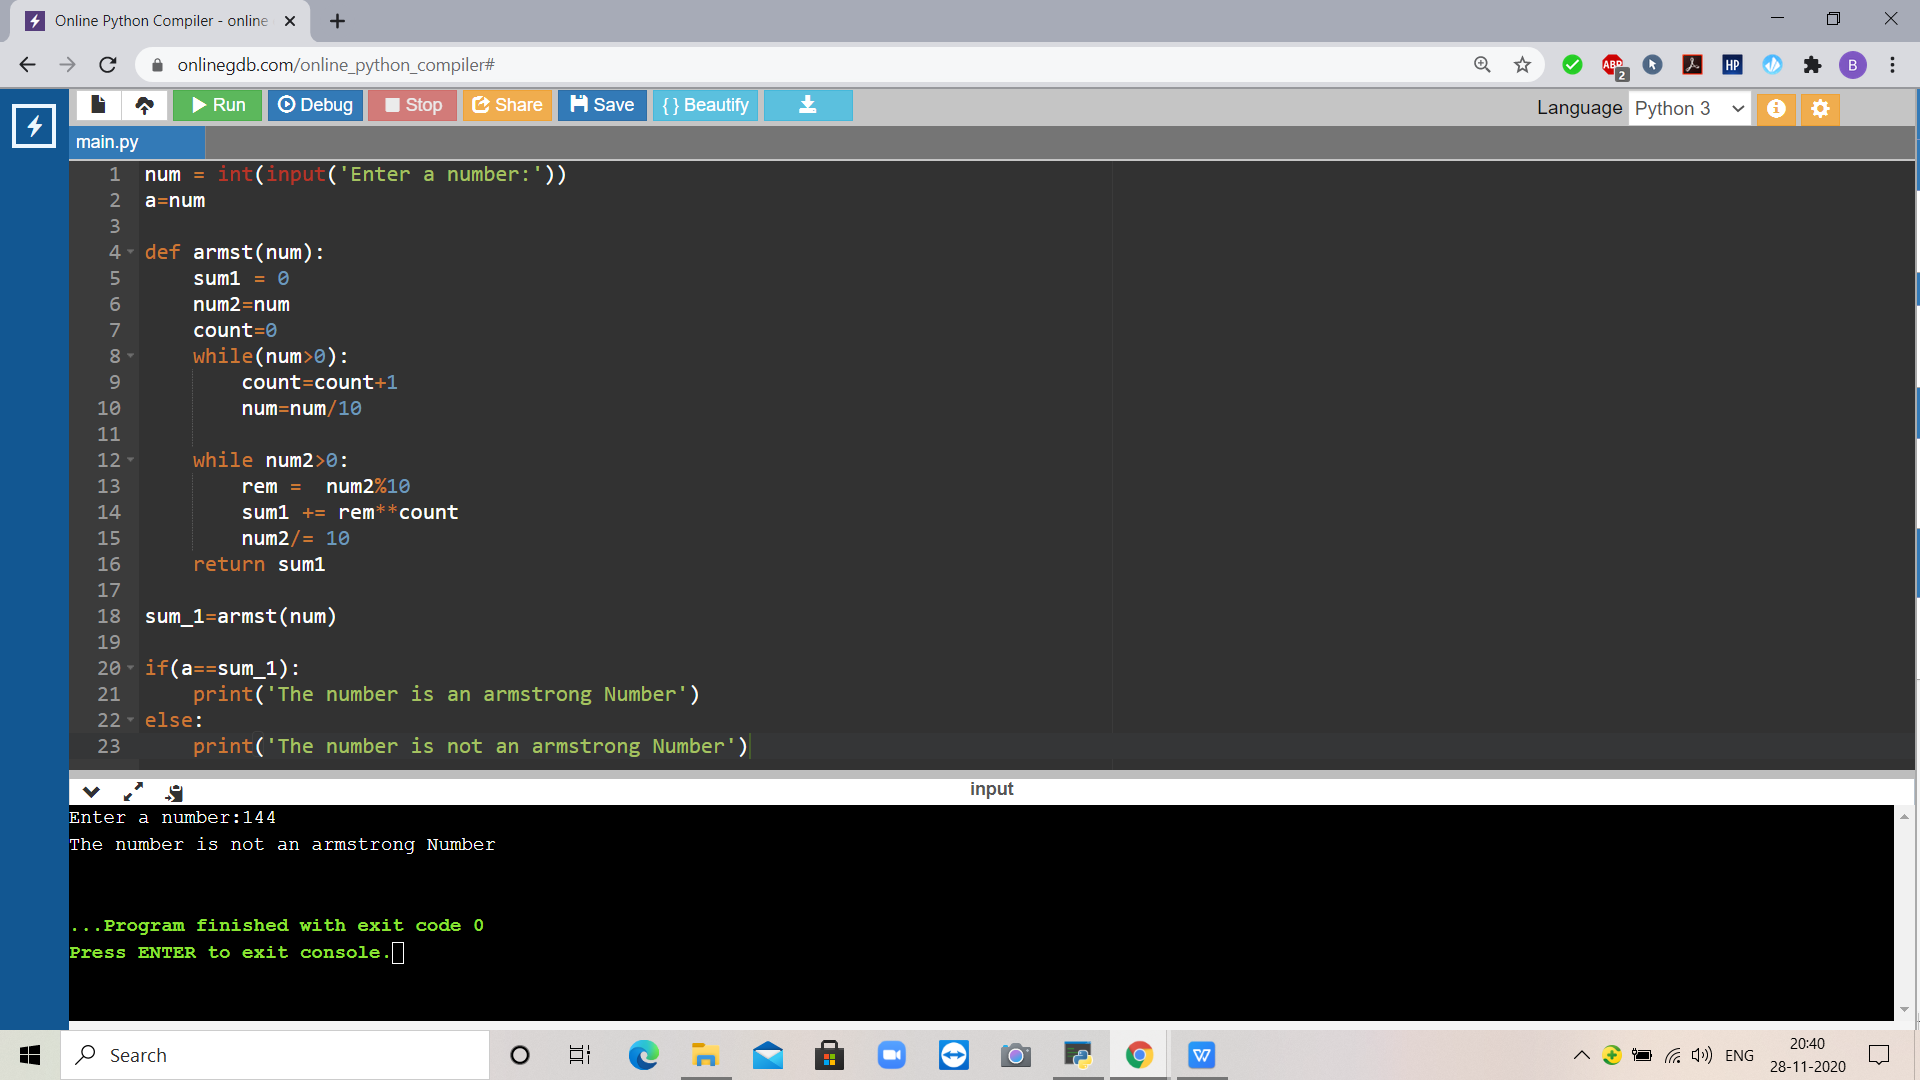 Online Python Compiler - online
onlinegdb.com/online_python_compiler#
ABP
2
HP
B
Run
Debug
Stop
Share
Save
{ } Beautify
Language
Python 3
main.py
1 num = int(input('Enter a number:'))
2 a=num
3
4 def armst(num):
5 sum1 = 0
6 num2=num
7 count=0
8 while(num>0):
9 count=count+1
10 num=num/10
11
12 while num2>0:
13 rem =  num2%10
14 sum1 += rem**count
15 num2/= 10
16 return sum1
17
18 sum_1=armst(num)
19
20 if(a==sum_1):
21 print('The number is an armstrong Number')
22 else:
23 print('The number is not an armstrong Number')
input
Enter a number:144
The number is not an armstrong Number
...Program finished with exit code 0
Press ENTER to exit console.
Search
W
ENG
20:40
28-11-2020